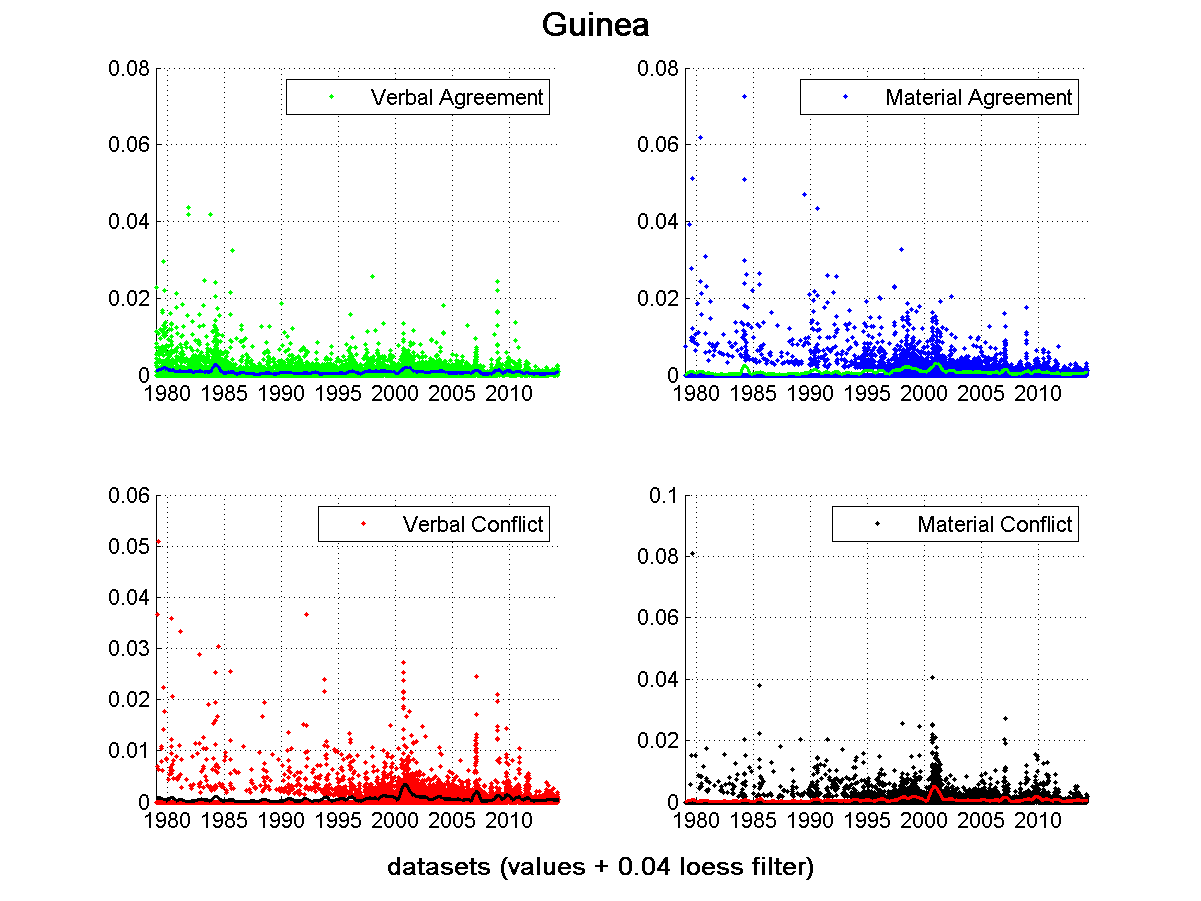 Guinea
0.08
0.06
0.04
0.02
0
1980 1985 1990 1995 2000 2005 2010
Verbal Agreement
0.08
0.06
0.04
0.02
0
1980 1985 1990 1995 2000 2005 2010
Material Agreement
0.06
0.05
0.04
0.03
0.02
0.01
0
1980 1985 1990 1995 2000 2005 2010
Verbal Conflict
0.1
0.08
0.06
0.04
0.02
0
1980 1985 1990 1995 2000 2005 2010
Material Conflict
datasets (values + 0.04 loess filter)